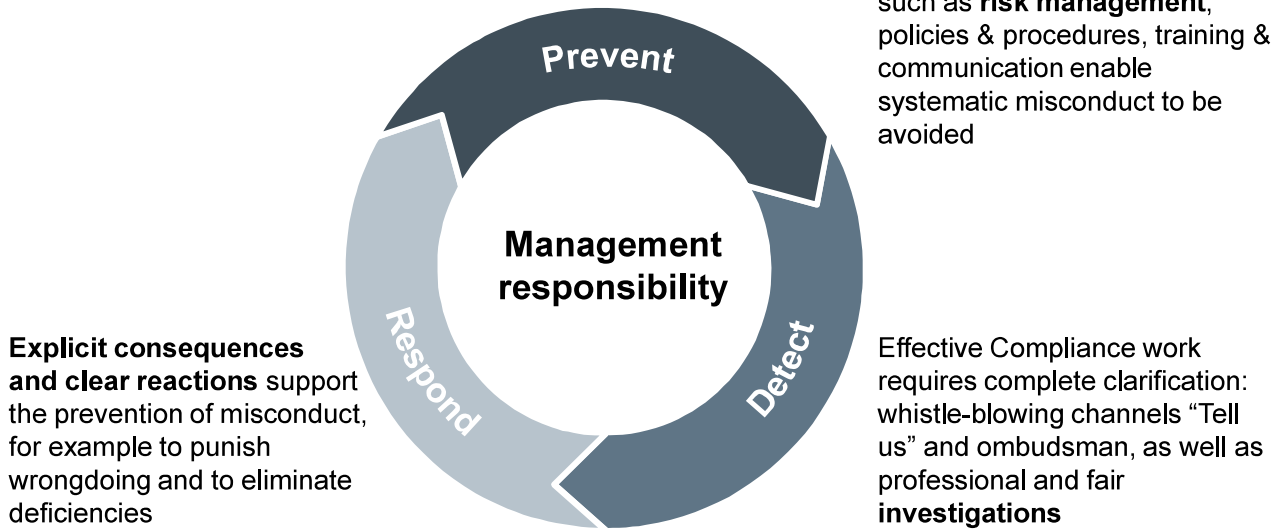 such as risk management,
policies & procedures, training &
communication enable
systematic misconduct to be
avoided
Prevent
Management
responsibility
Respond
Detect
Explicit consequences
and clear reactions support
the prevention of misconduct,
for example to punish
wrongdoing and to eliminate
deficiencies
Effective Compliance work
requires complete clarification:
whistle-blowing channels “Tell
us” and ombudsman, as well as
professional and fair
investigations